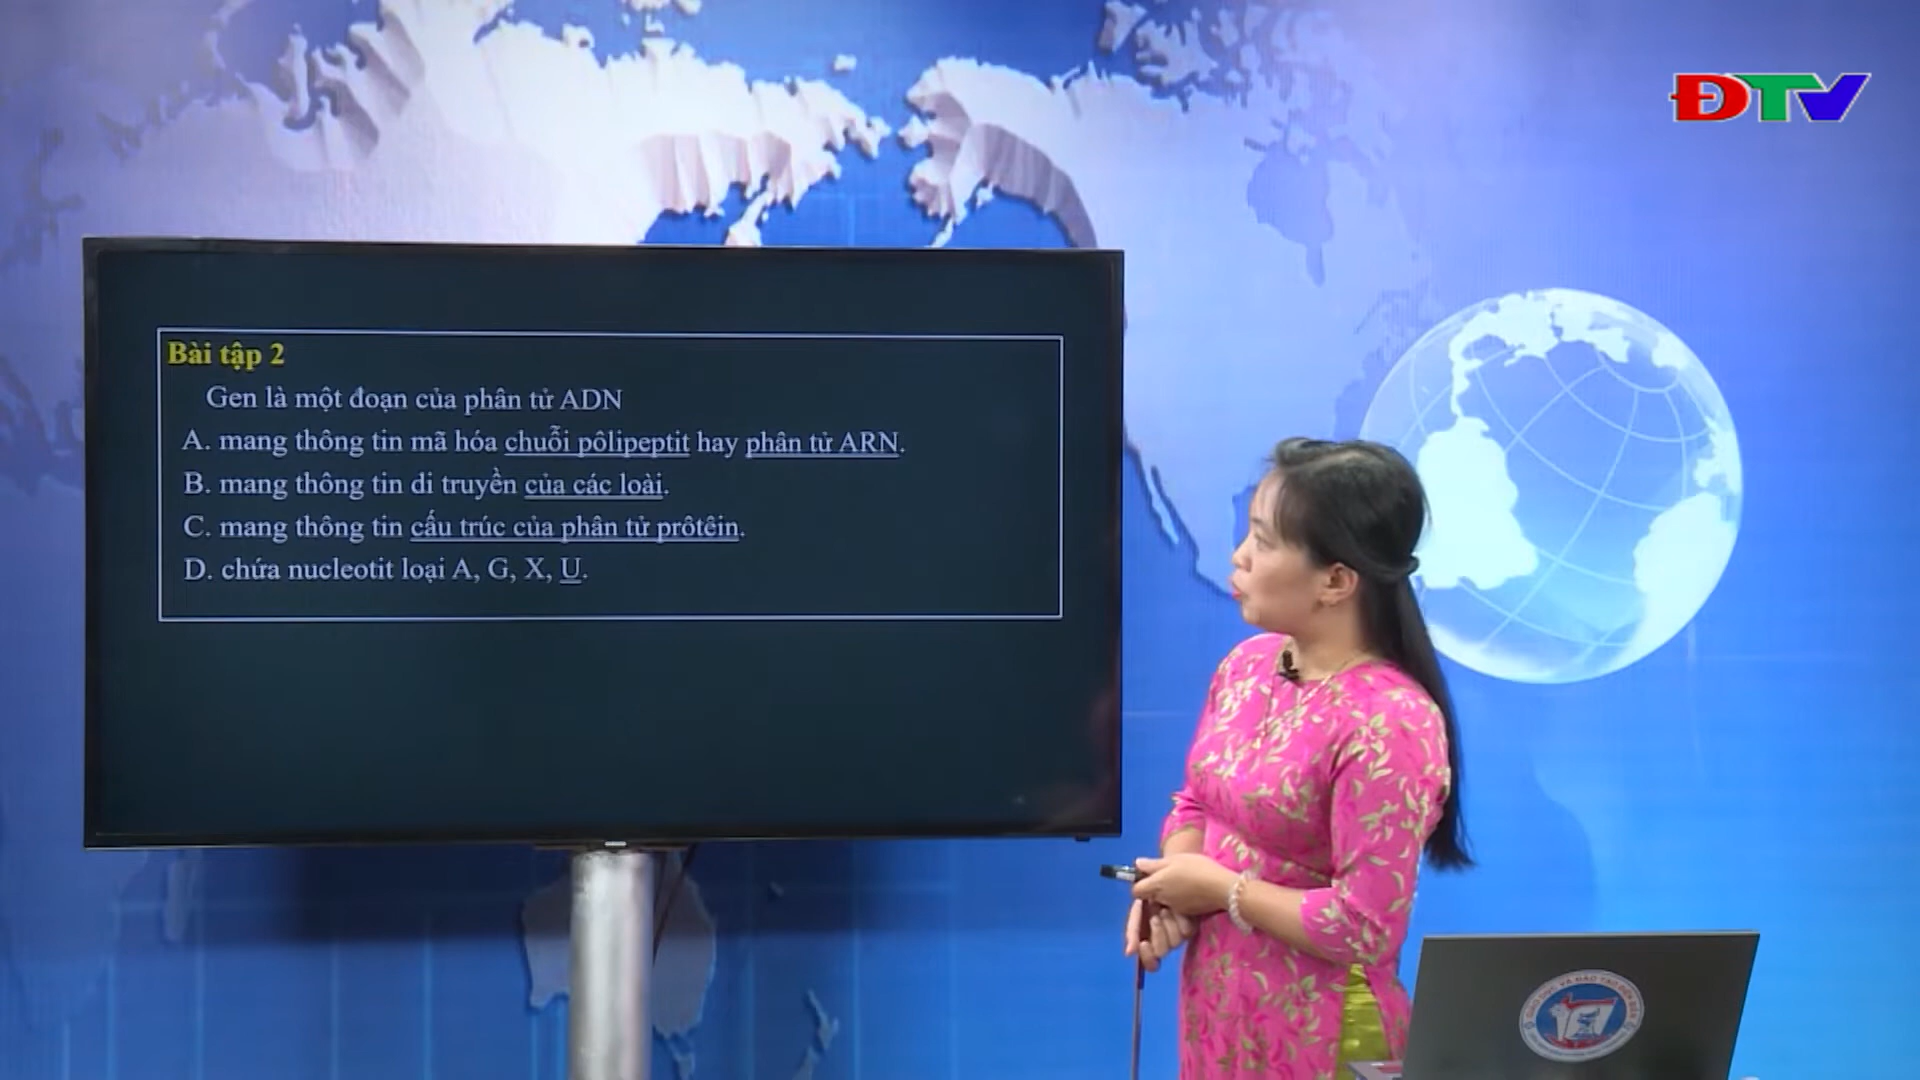 ĐTV
Bài tập 2
Gen là một đoạn của phân tử ADN
A. mang thông tin mã hóa chuỗi pôlipeptit hay phân tử ARN.
B. mang thông tin di truyền của các loài.
C. mang thông tin cấu trúc của phân tử prôtêin.
D. chứa nucleotit loại A, G, X, U.